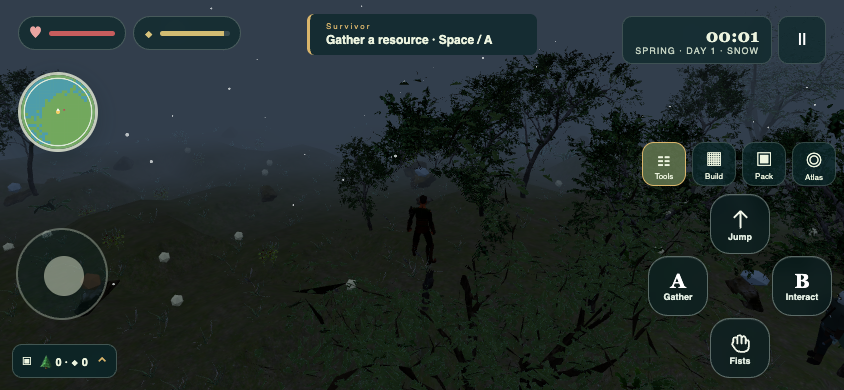 Survivor
Gather a resource · Space / A
00:01
SPRING · DAY 1 · SNOW
Tools
Build
Pack
Atlas
Jump
A
Gather
B
Interact
Fists
0 · ◆ 0